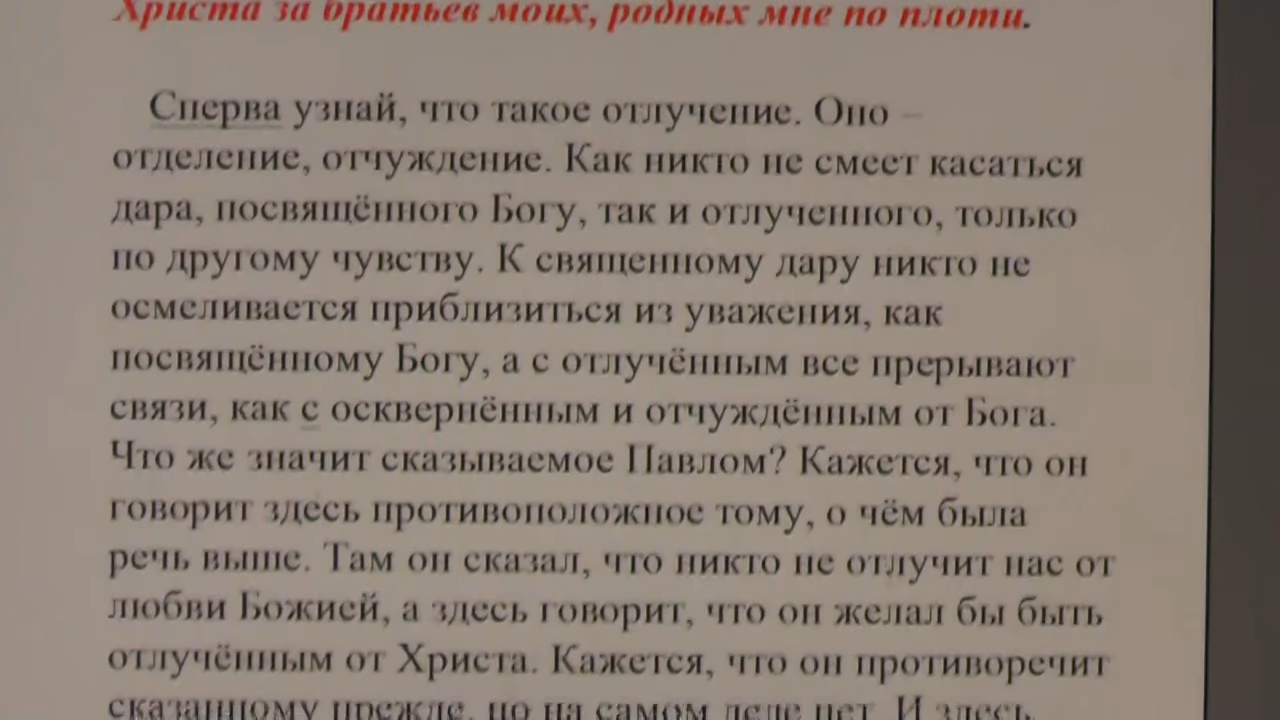 Христа за братьев моих, родных мне по плоти.
Сперва узнай, что такое отлучение. Оно –
отделение, отчуждение. Как никто не смеет касаться
дара, посвящённого Богу, так и отлученного, только
по другому чувству. К священному дару никто не
осмеливается приблизиться из уважения, как
посвящённому Богу, а с отлучённым все прерывают
связи, как с осквернённым и отчуждённым от Бога.
Что же значит сказываемое Павлом? Кажется, что он
говорит здесь противоположное тому, о чём была
речь выше. Там он сказал, что никто не отлучит нас от
любви Божией, а здесь говорит, что он желал бы быть
отлучённым от Христа. Кажется, что он противоречит
сказанному прежде, но на самом деле нет. И здесь